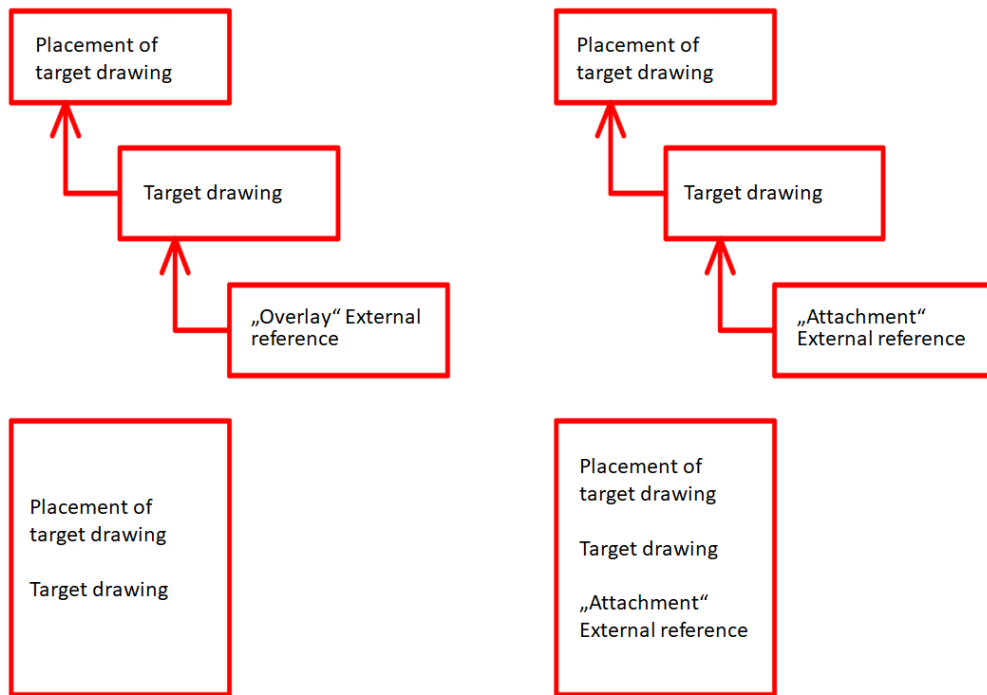 Placement of
target drawing
Target drawing
„Overlay“ External
reference
Placement of
target drawing
Target drawing
„Attachment“
External reference
Placement of
target drawing
Target drawing
Placement of
target drawing
Target drawing
„Attachment“
External reference